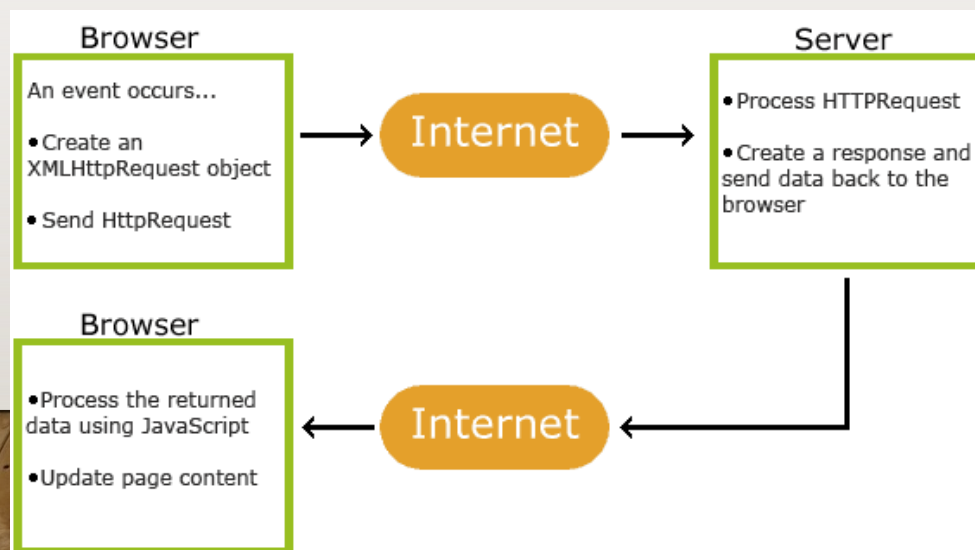 Browser
An event occurs...
•Create an
XMLHttpRequest object
• Send HttpRequest
Internet
Server
•Process HTTPRequest
•Create a response and
send data back to the
browser
Internet
Browser
•Process the returned
data using JavaScript
•Update page content